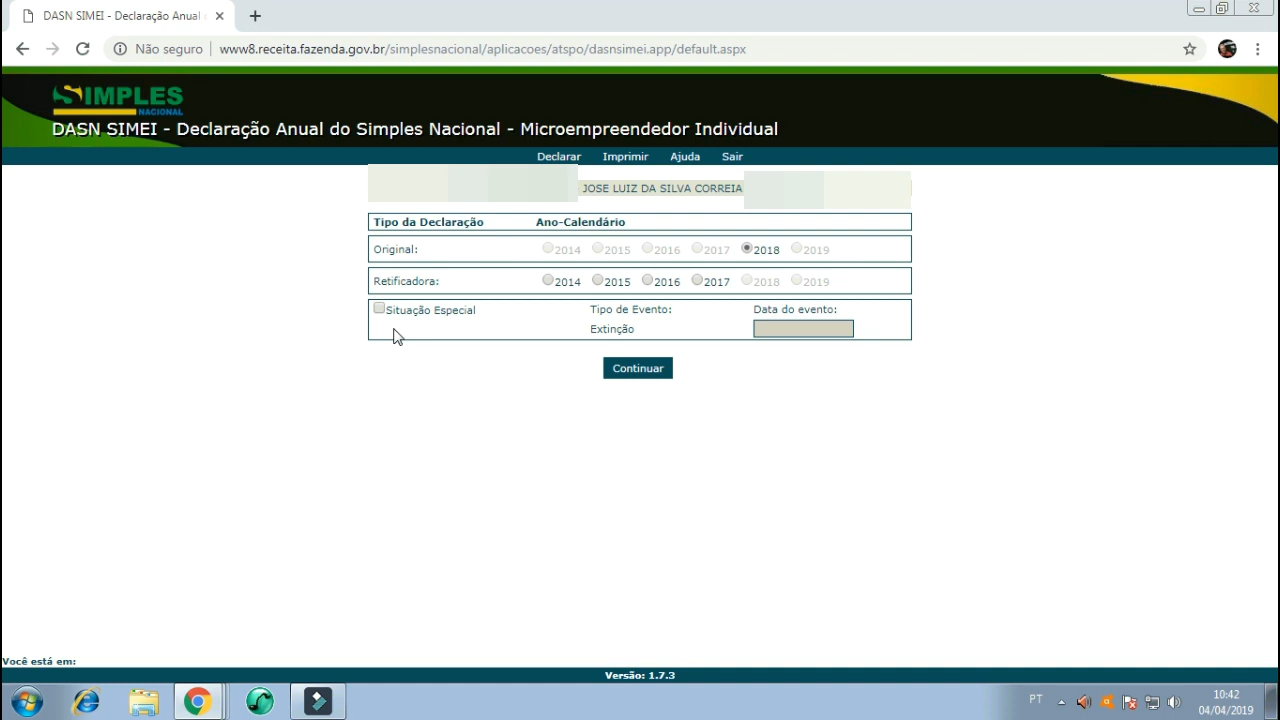 DASN SIMEI - Declaração Anual
Não seguro | www8.receita.fazenda.gov.br/simplesnacional/aplicacoes/atspo/dasnsimei.app/default.aspx
SIMPLES
NACIONAL
DASN SIMEI - Declaração Anual do Simples Nacional - Microempreendedor Individual
Declarar Imprimir Ajuda Sair
JOSE LUIZ DA SILVA CORREIA
Tipo da Declaração Ano-Calendário
Original: 2014 2015 2016 2017 2018 2019
Retificadora: 2014 2015 2016 2017 2018 2019
Situação Especial Tipo de Evento: Data do evento:
Extinção
Continuar
Você está em:
Versão: 1.7.3
PT 10:42
04/04/2019